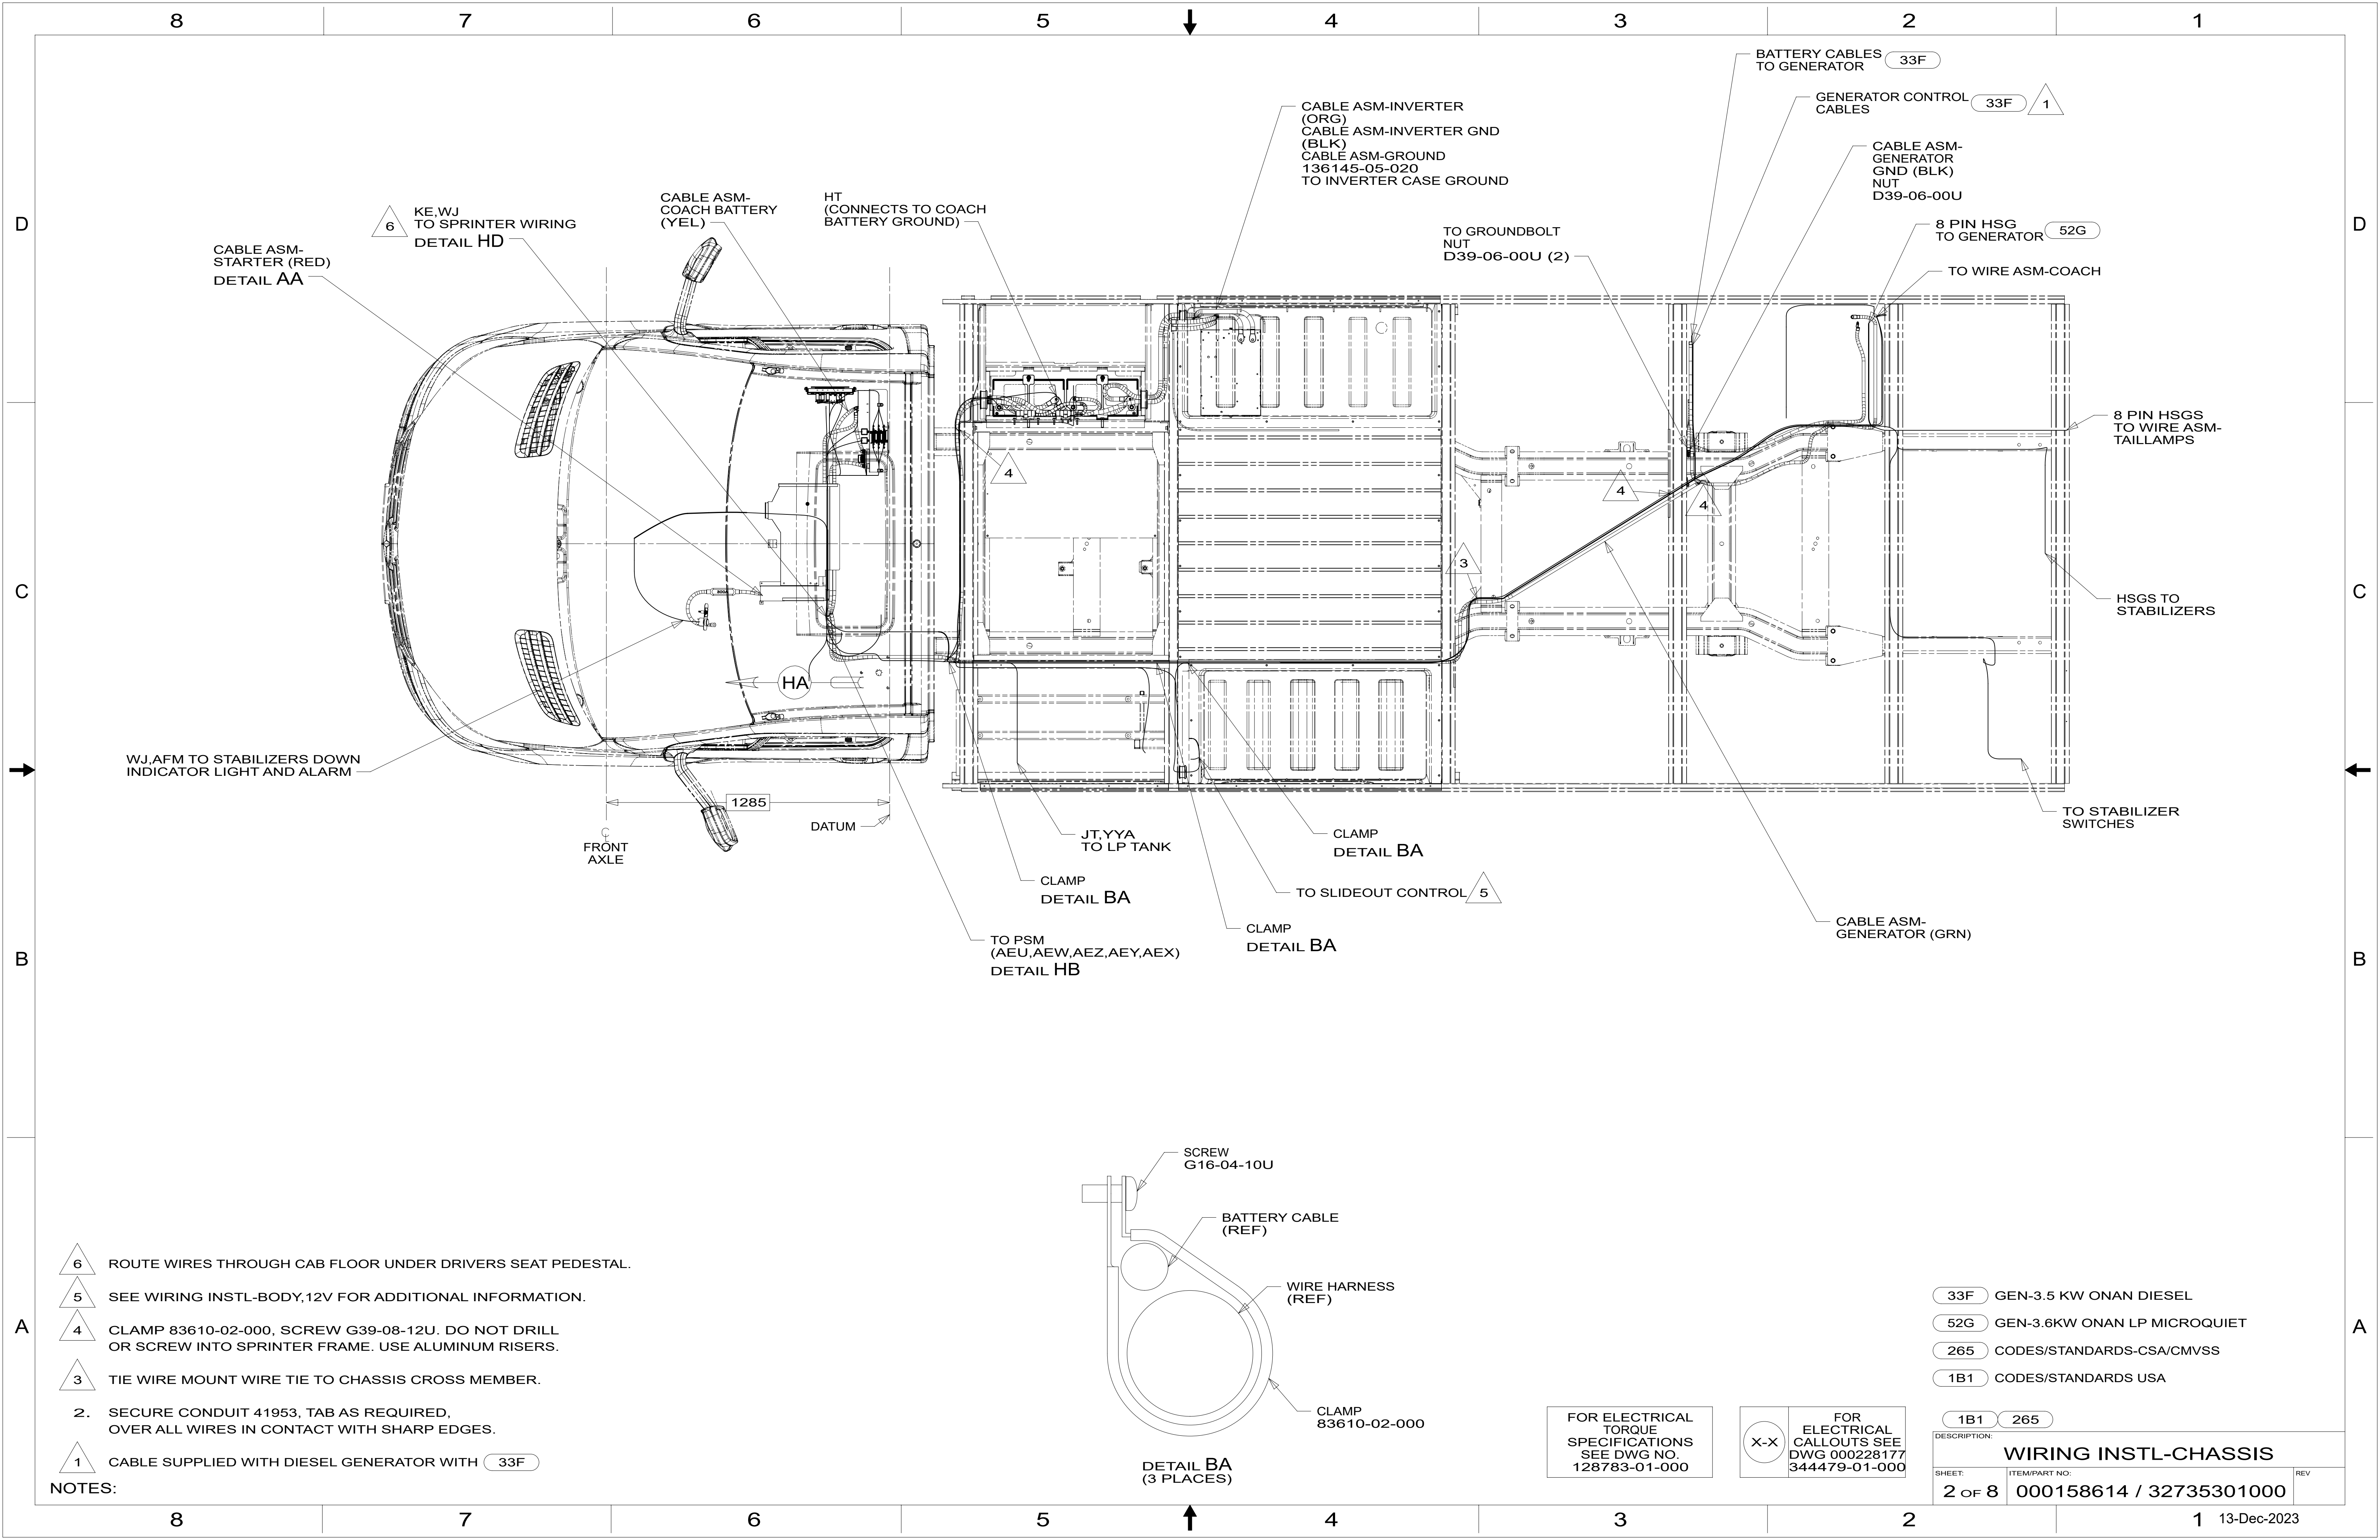 8 7 6 5 4 3 2 1
D
C
B
A
D
C
B
A
BATTERY CABLES
TO GENERATOR 33F
GENERATOR CONTROL
CABLES 33F 1
CABLE ASM-
GENERATOR
GND (BLK)
NUT
D39-06-00U
8 PIN HSG
TO GENERATOR 52G
TO WIRE ASM-COACH
TO GROUNDBOLT
NUT
D39-06-00U (2)
CABLE ASM-INVERTER
(ORG)
CABLE ASM-INVERTER GND
(BLK)
CABLE ASM-GROUND
136145-05-020
TO INVERTER CASE GROUND
HT
(CONNECTS TO COACH
BATTERY GROUND)
CABLE ASM-
COACH BATTERY
(YEL)
6
KE,WJ
TO SPRINTER WIRING
DETAIL HD
CABLE ASM-
STARTER (RED)
DETAIL AA
8 PIN HSGS
TO WIRE ASM-
TAILLAMPS
4
4
4
3
300A
HSGS TO
STABILIZERS
HA
WJ,AFM TO STABILIZERS DOWN
INDICATOR LIGHT AND ALARM
1285
DATUM
C
L
FRONT
AXLE
JT,YYA
TO LP TANK
CLAMP
DETAIL BA
CLAMP
DETAIL BA
TO SLIDEOUT CONTROL 5
CLAMP
DETAIL BA
TO PSM
(AEU,AEW,AEZ,AEY,AEX)
DETAIL HB
TO STABILIZER
SWITCHES
CABLE ASM-
GENERATOR (GRN)
SCREW
G16-04-10U
BATTERY CABLE
(REF)
WIRE HARNESS
(REF)
CLAMP
83610-02-000
DETAIL BA
(3 PLACES)
6 ROUTE WIRES THROUGH CAB FLOOR UNDER DRIVERS SEAT PEDESTAL.
5 SEE WIRING INSTL-BODY,12V FOR ADDITIONAL INFORMATION.
4 CLAMP 83610-02-000, SCREW G39-08-12U. DO NOT DRILL
OR SCREW INTO SPRINTER FRAME. USE ALUMINUM RISERS.
3 TIE WIRE MOUNT WIRE TIE TO CHASSIS CROSS MEMBER.
2. SECURE CONDUIT 41953, TAB AS REQUIRED,
OVER ALL WIRES IN CONTACT WITH SHARP EDGES.
1 CABLE SUPPLIED WITH DIESEL GENERATOR WITH 33F
NOTES:
FOR ELECTRICAL
TORQUE
SPECIFICATIONS
SEE DWG NO.
128783-01-000
X-X
FOR
ELECTRICAL
CALLOUTS SEE
DWG 000228177
344479-01-000
33F GEN-3.5 KW ONAN DIESEL
52G GEN-3.6KW ONAN LP MICROQUIET
265 CODES/STANDARDS-CSA/CMVSS
1B1 CODES/STANDARDS USA
1B1 265
DESCRIPTION:
WIRING INSTL-CHASSIS
SHEET: ITEM/PART NO: REV
2 OF 8 000158614 / 32735301000
8 7 6 5 4 3 2 1
13-Dec-2023